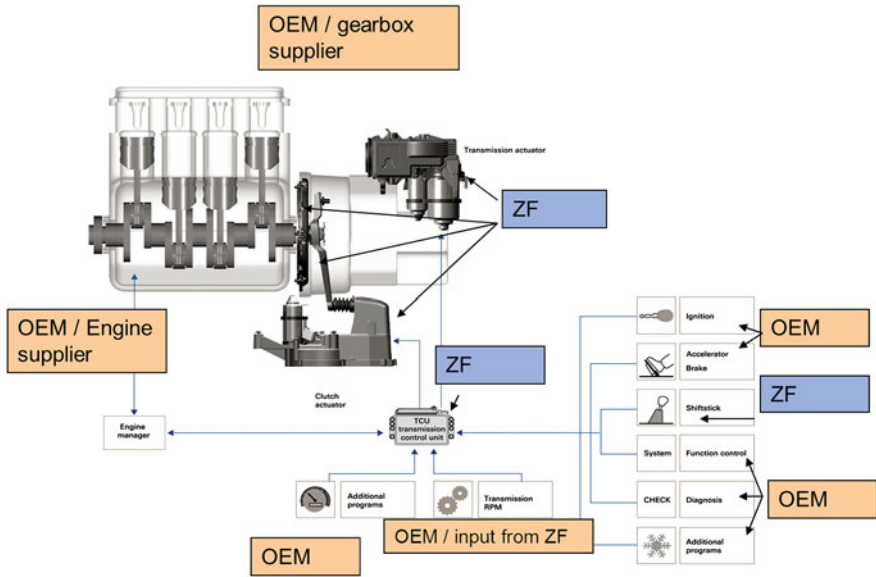 OEM / gearbox
supplier
Transmission actuator
ZF
OEM / Engine
supplier
Ignition
OEM
Accelerator
Brake
ZF
ZF
Clutch
actuator
Shiftstick
Engine
manager
TCU
transmission
control unit
System
Function control
CHECK
Diagnosis
OEM
Additional
programs
Transmission
RPM
OEM / input from ZF
Additional
programs
OEM